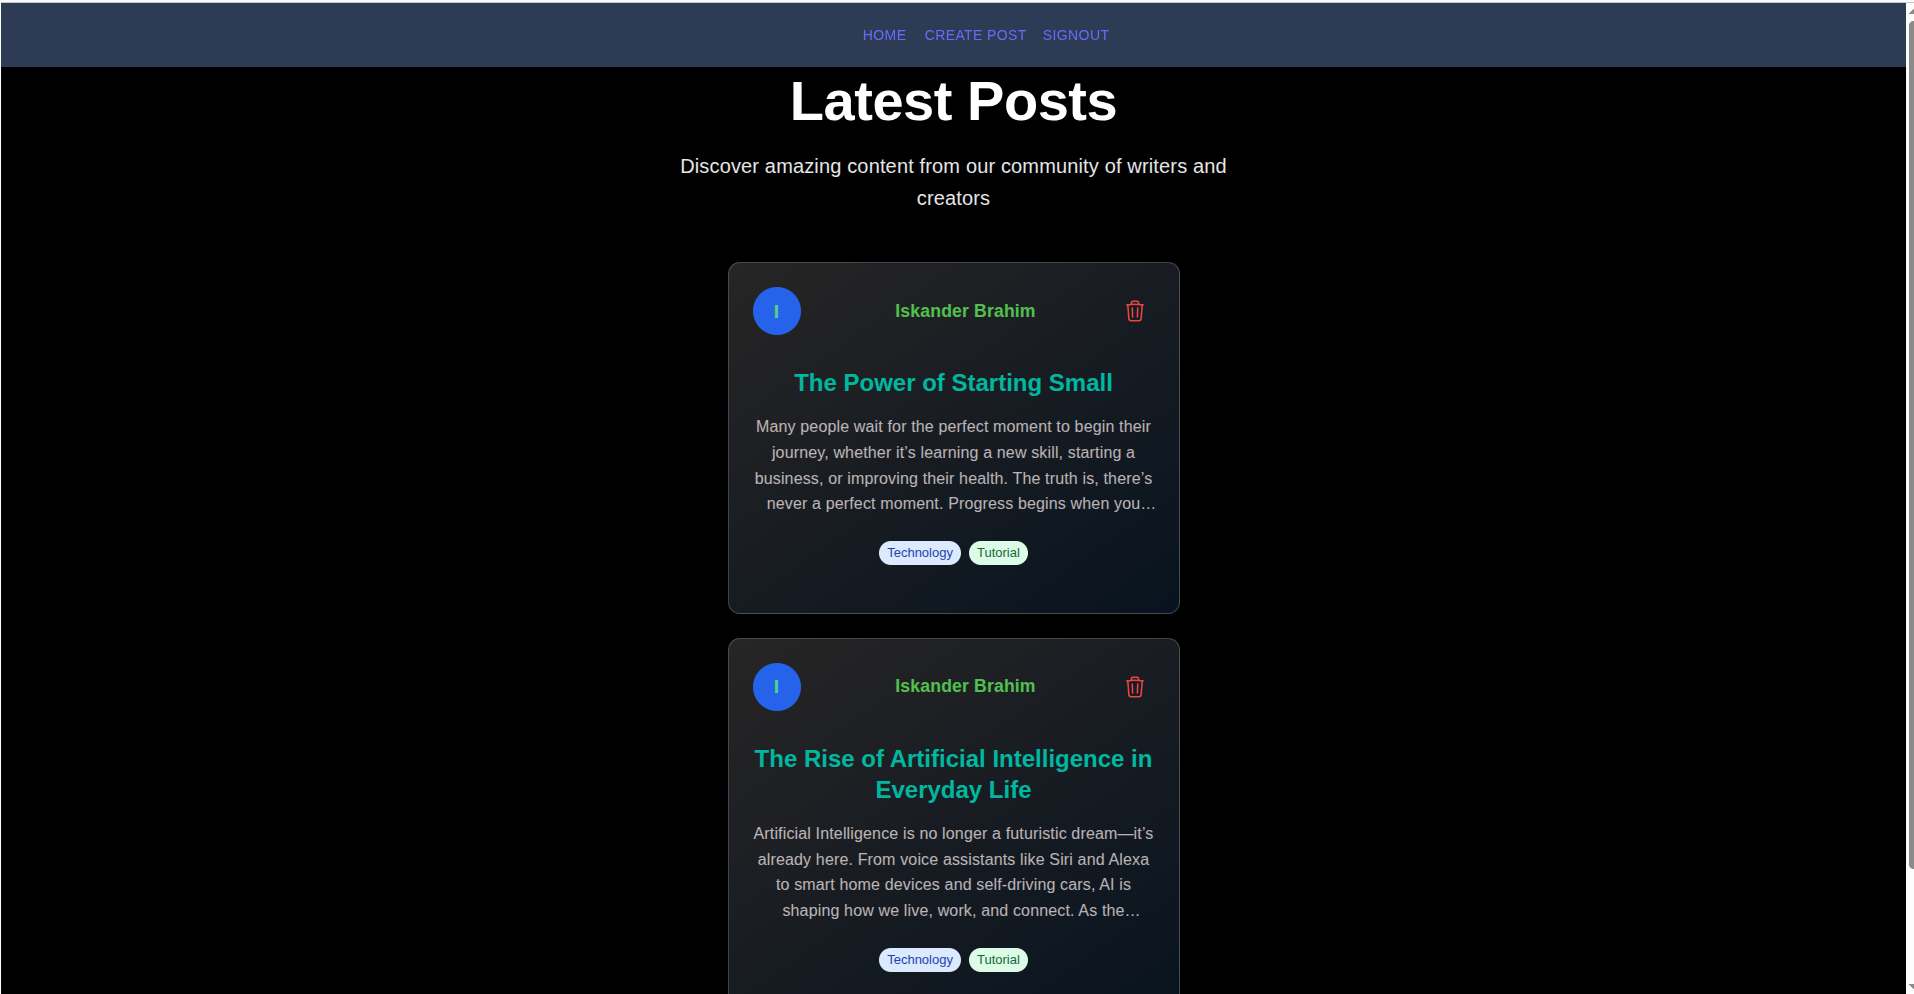 HOME CREATE POST SIGNOUT
Latest Posts
Discover amazing content from our community of writers and
creators
I
Iskander Brahim
The Power of Starting Small
Many people wait for the perfect moment to begin their
journey, whether it’s learning a new skill, starting a
business, or improving their health. The truth is, there’s
never a perfect moment. Progress begins when you…
Technology Tutorial
I
Iskander Brahim
The Rise of Artificial Intelligence in
Everyday Life
Artificial Intelligence is no longer a futuristic dream—it’s
already here. From voice assistants like Siri and Alexa
to smart home devices and self-driving cars, AI is
shaping how we live, work, and connect. As the…
Technology Tutorial